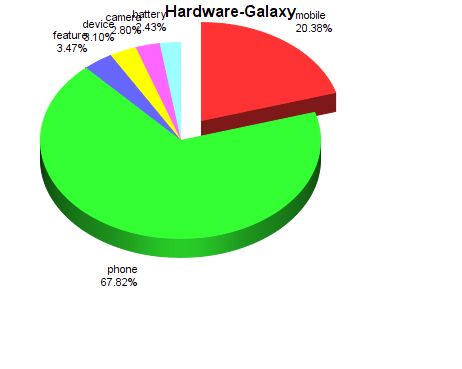 Hardware-Galaxy
mobile
20.38%
battery
2.43%
camera
2.80%
device
3.10%
feature
3.47%
phone
67.82%